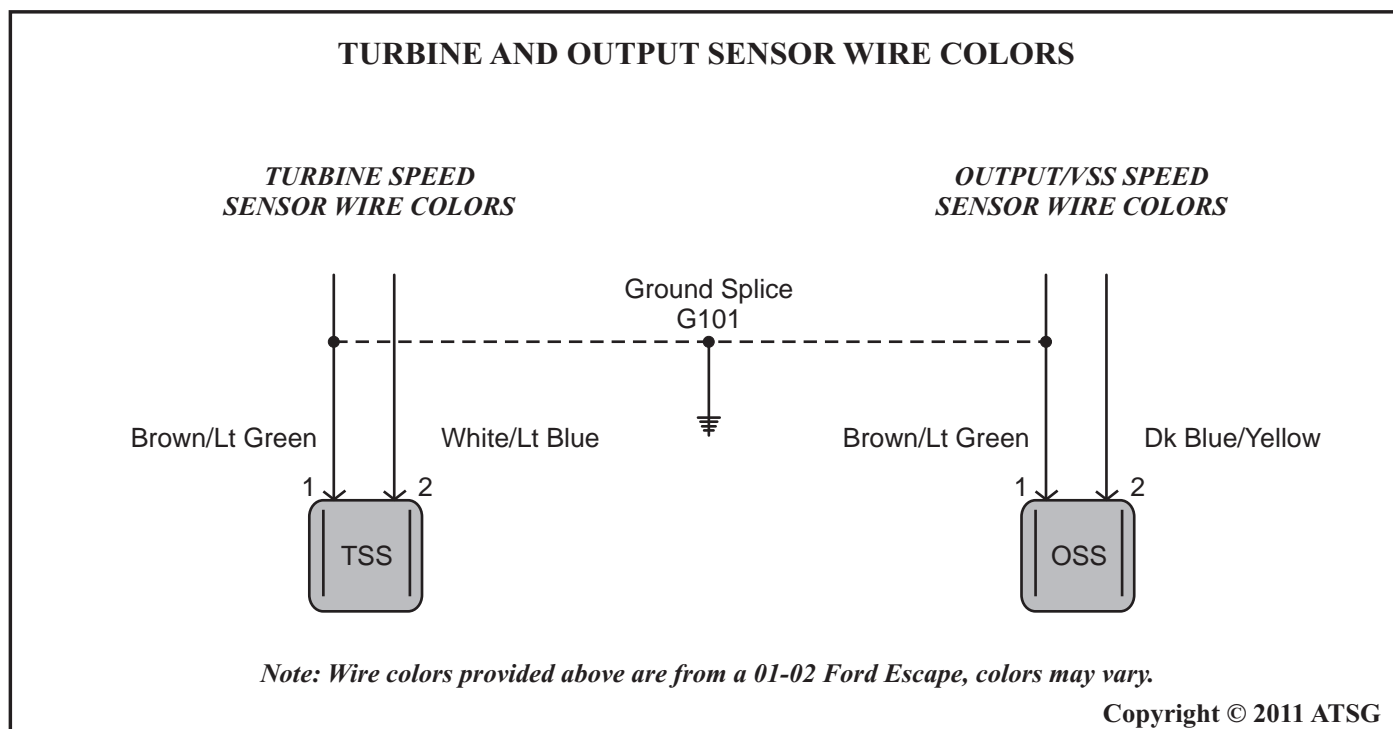 TURBINE AND OUTPUT SENSOR WIRE COLORS
TURBINE SPEED
SENSOR WIRE COLORS
OUTPUT/VSS SPEED
SENSOR WIRE COLORS
Ground Splice
G101
Brown/Lt Green
White/Lt Blue
Brown/Lt Green
Dk Blue/Yellow
1
2
1
2
TSS
OSS
Note: Wire colors provided above are from a 01-02 Ford Escape, colors may vary.
Copyright © 2011 ATSG